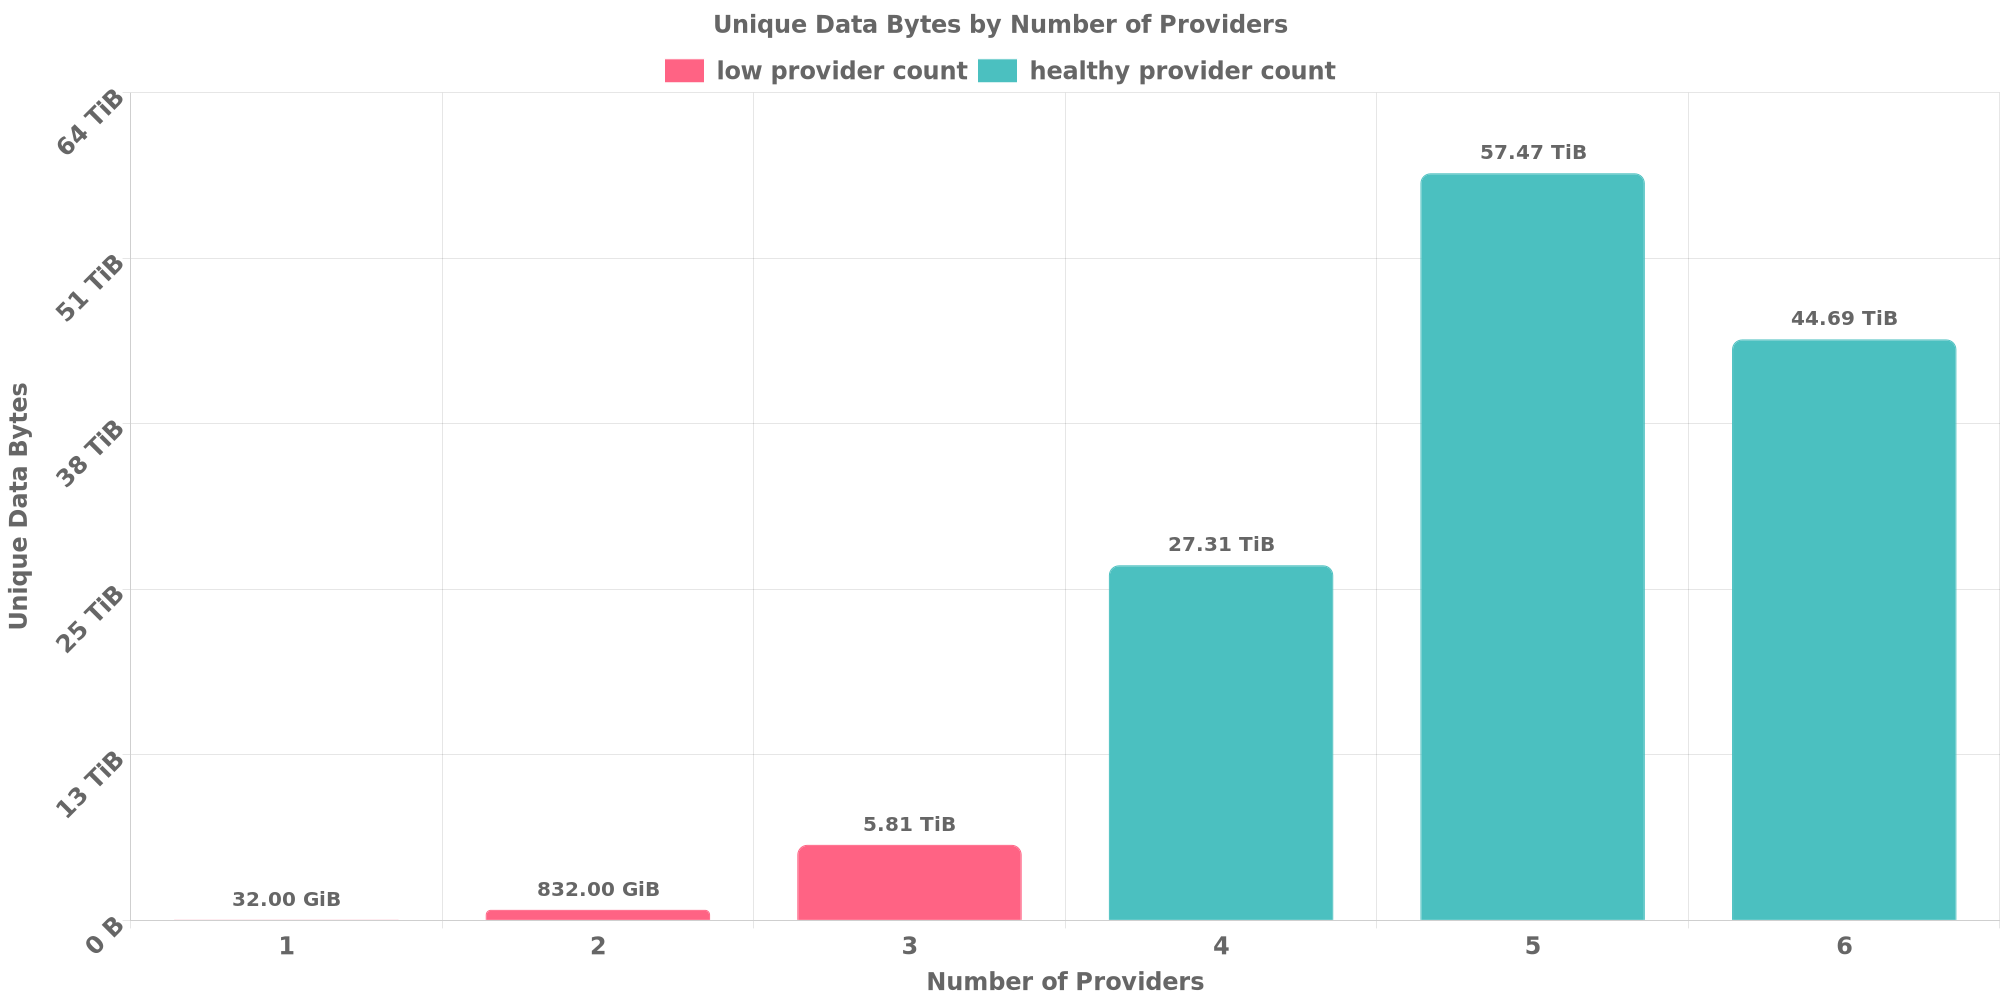 Unique Data Bytes by Number of Providers
low provider count healthy provider count
64 TiB
51 TiB
38 TiB
25 TiB
13 TiB
0 B
Unique Data Bytes
32.00 GiB
832.00 GiB
5.81 TiB
27.31 TiB
57.47 TiB
44.69 TiB
1 2 3 4 5 6
Number of Providers